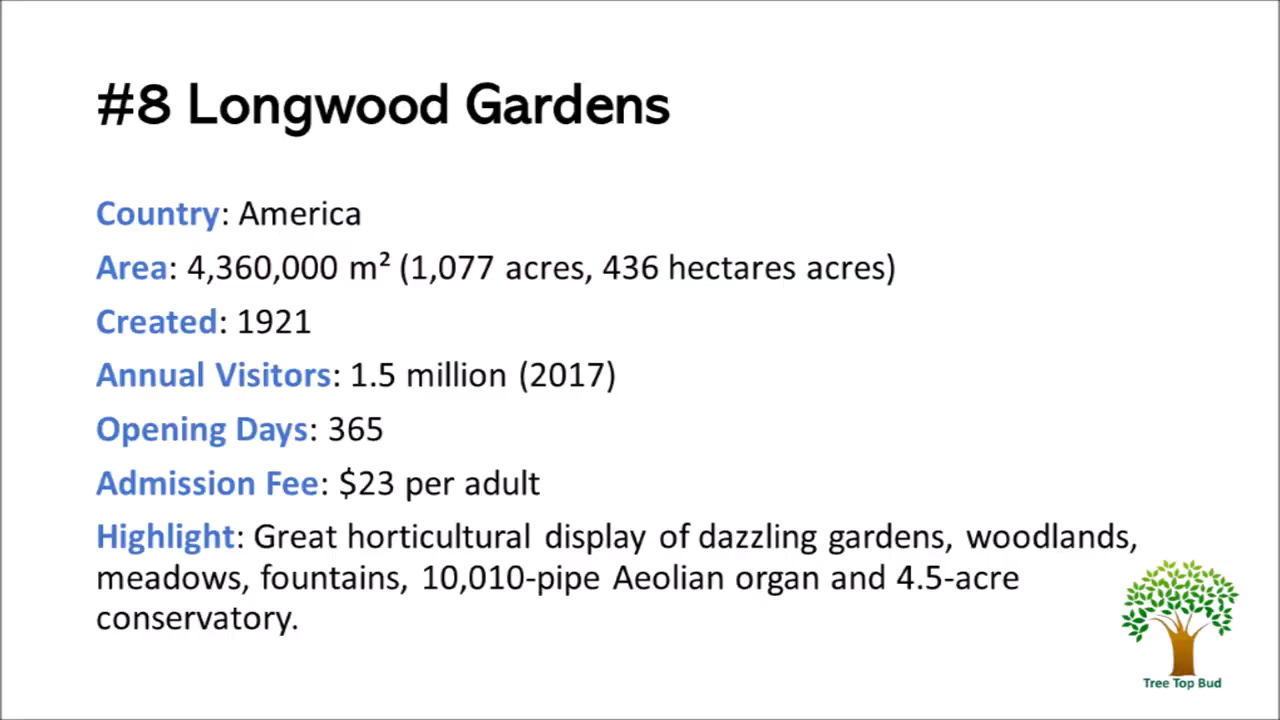 #8 Longwood Gardens
Country: America
Area: 4,360,000 m² (1,077 acres, 436 hectares acres)
Created: 1921
Annual Visitors: 1.5 million (2017)
Opening Days: 365
Admission Fee: $23 per adult
Highlight: Great horticultural display of dazzling gardens, woodlands,
meadows, fountains, 10,010-pipe Aeolian organ and 4.5-acre
conservatory.
Tree Top Bud